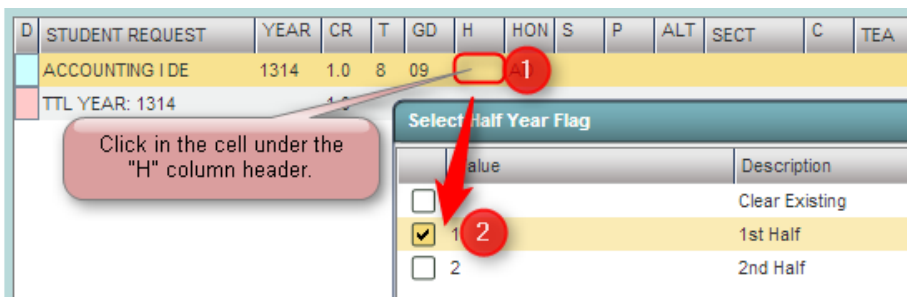 D STUDENT REQUEST YEAR CR T GD H HON S P ALT SECT C TEA
ACCOUNTING I DE 1314 1.0 8 09 1
TTL YEAR: 1314
Click in the cell under the
"H" column header.
Select Half Year Flag
Description
Clear Existing
1 2 1st Half
2 2nd Half